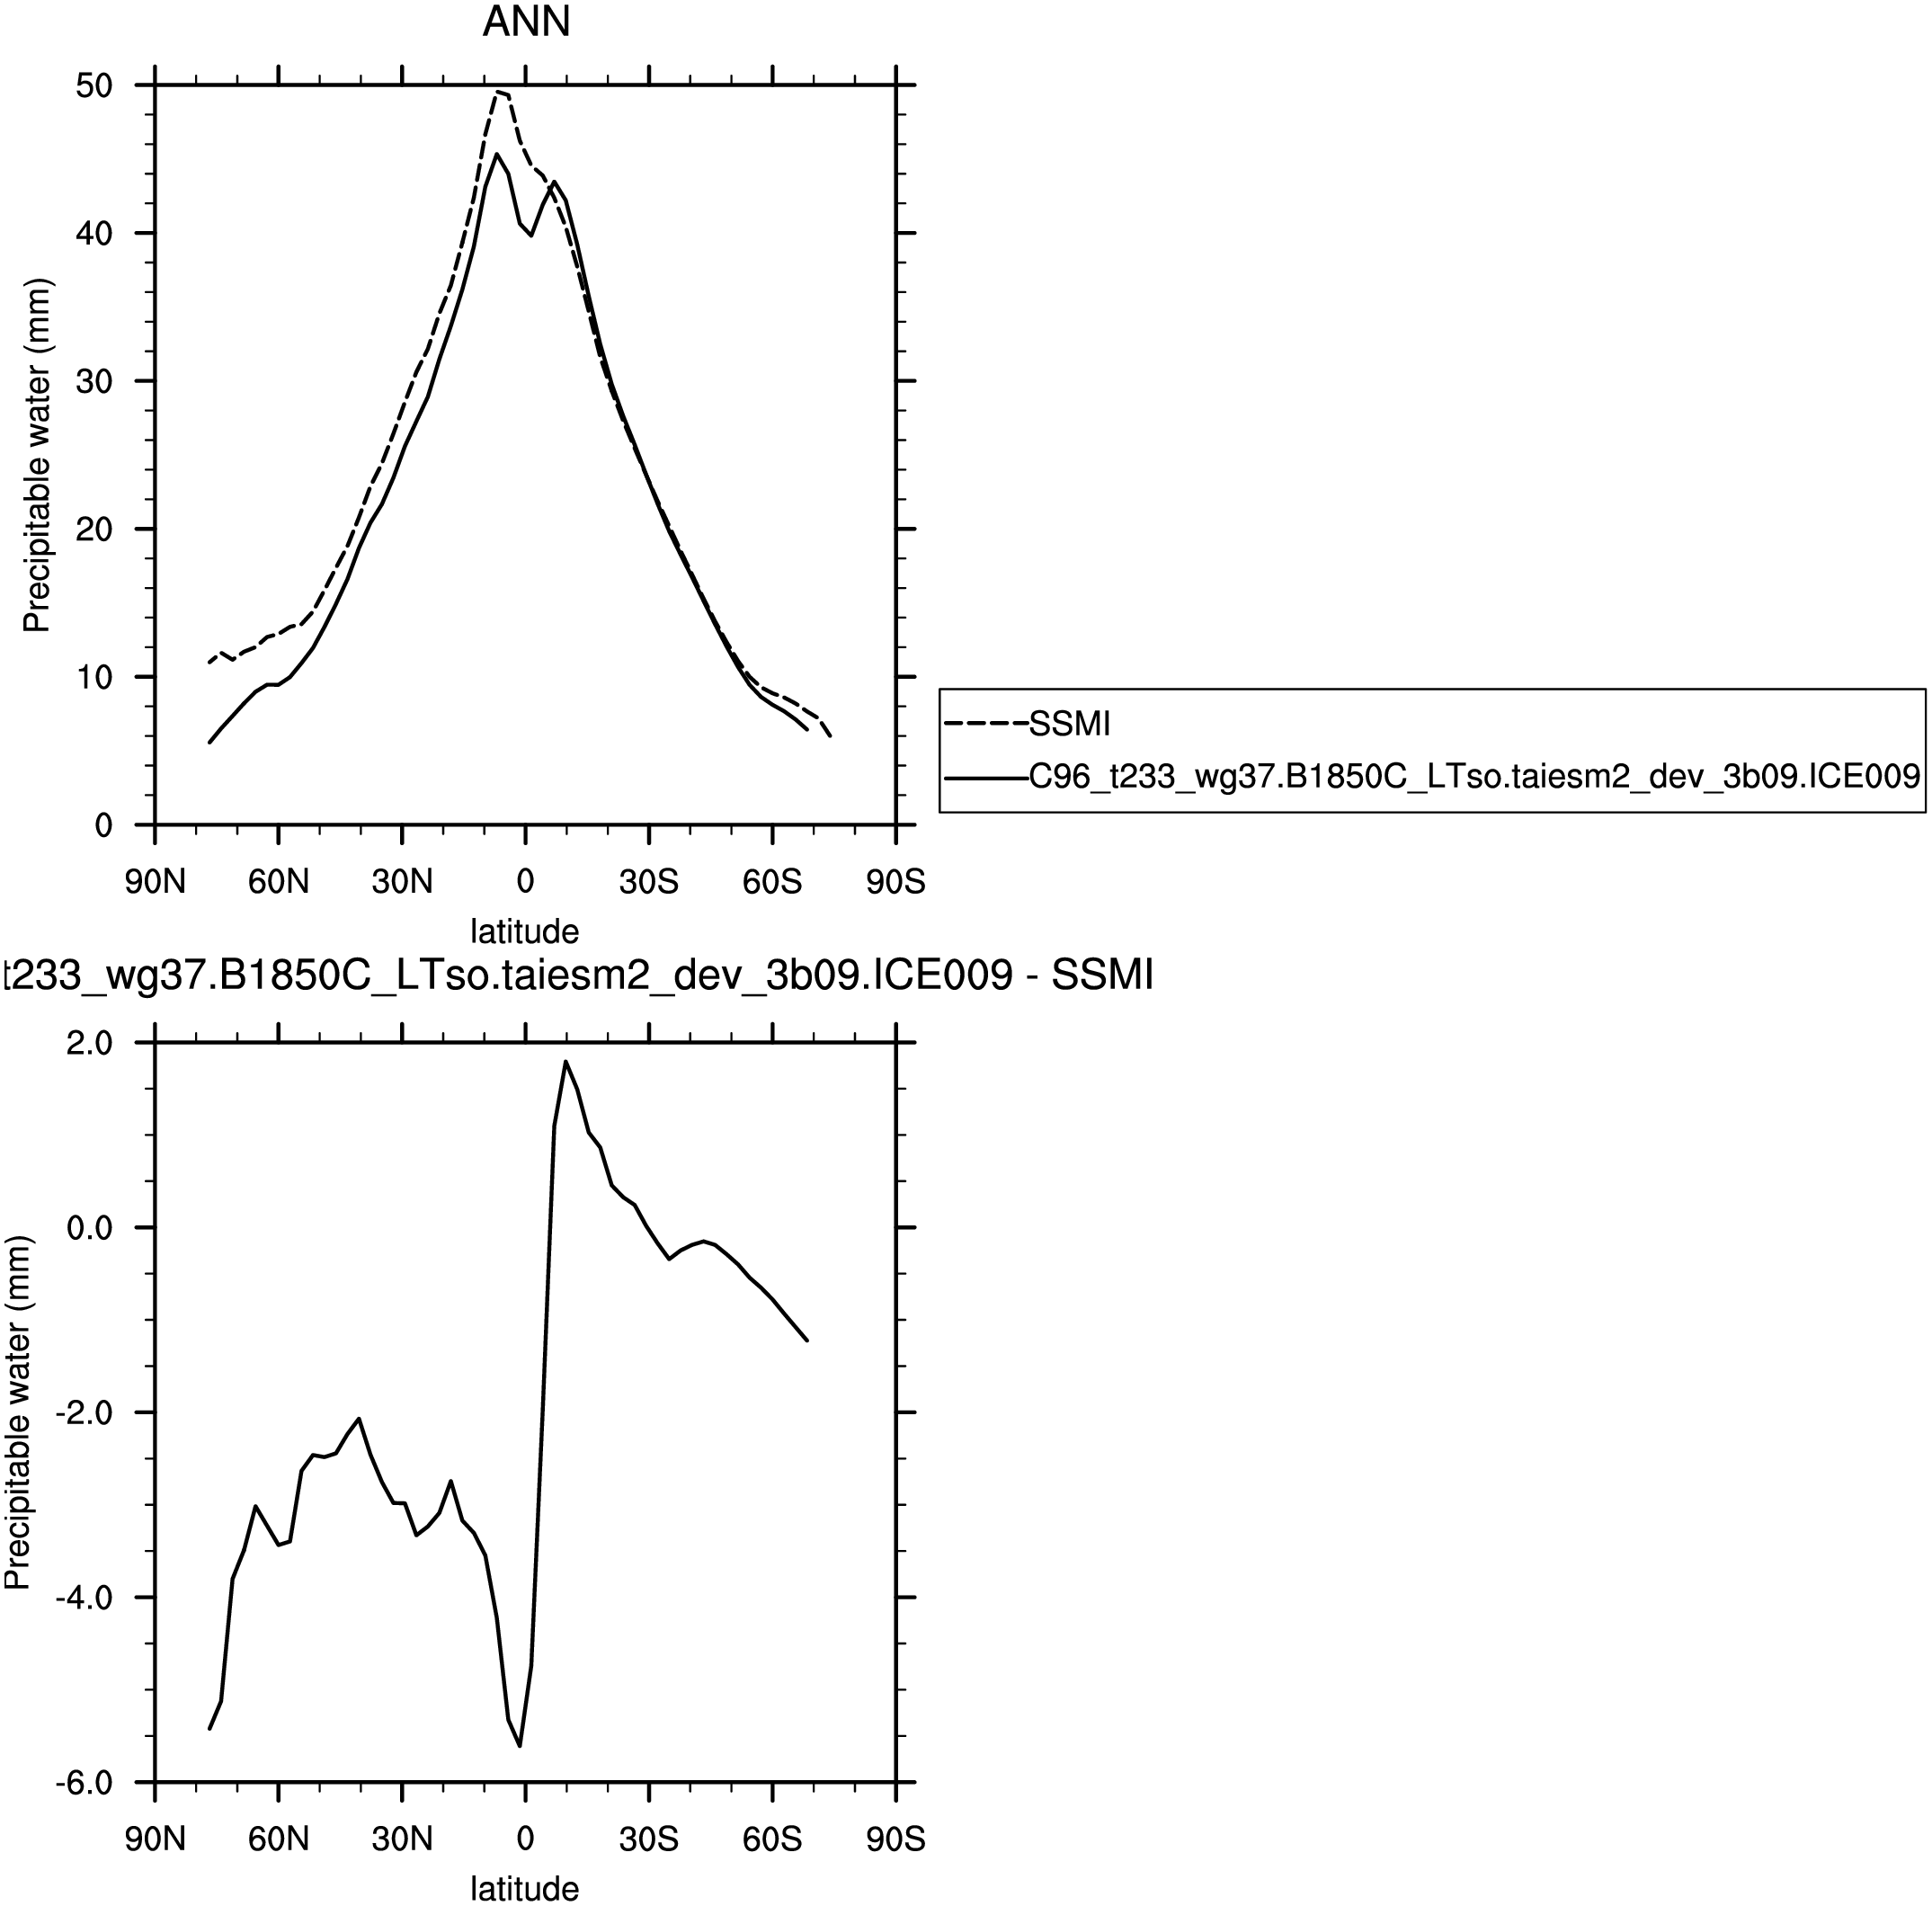 ANN
50
40
30
20
10
0
Precipitable water (mm)
90N 60N 30N 0 30S 60S 90S
latitude
SSMI
C96_t233_wg37.B1850C_LTso.taiesm2_dev_3b09.ICE009
t233_wg37.B1850C_LTso.taiesm2_dev_3b09.ICE009 - SSMI
2.0
0.0
-2.0
-4.0
-6.0
Precipitable water (mm)
90N 60N 30N 0 30S 60S 90S
latitude